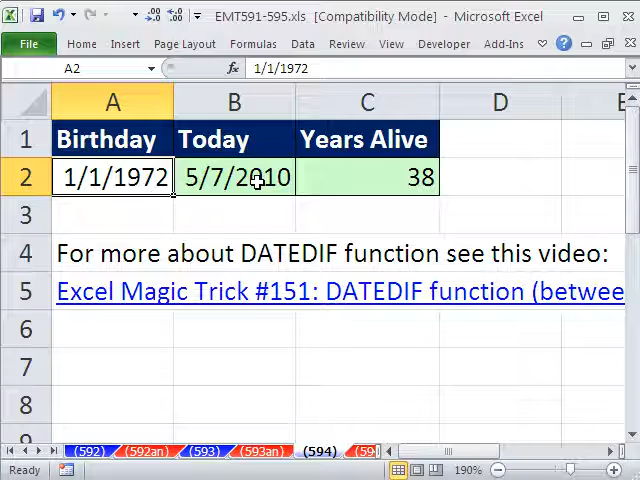 EMT591-595.xls [Compatibility Mode] - Microsoft Excel
File Home Insert Page Layout Formulas Data Review View Developer Add-Ins
A2 fx 1/1/1972
A B C D E
1 Birthday Today Years Alive
2 1/1/1972 5/7/2010 38
3
4 For more about DATEDIF function see this video:
5 Excel Magic Trick #151: DATEDIF function (betwee
6
7
8
9
(592) (592an) (593) (593an) (594) (59
Ready 190%